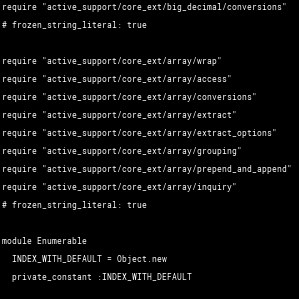 require "active_support/core_ext/big_decimal/conversions"
# frozen_string_literal: true
require "active_support/core_ext/array/wrap"
require "active_support/core_ext/array/access"
require "active_support/core_ext/array/conversions"
require "active_support/core_ext/array/extract"
require "active_support/core_ext/array/extract_options"
require "active_support/core_ext/array/grouping"
require "active_support/core_ext/array/prepend_and_append"
require "active_support/core_ext/array/inquiry"
# frozen_string_literal: true
module Enumerable
  INDEX_WITH_DEFAULT = Object.new
  private_constant :INDEX_WITH_DEFAULT